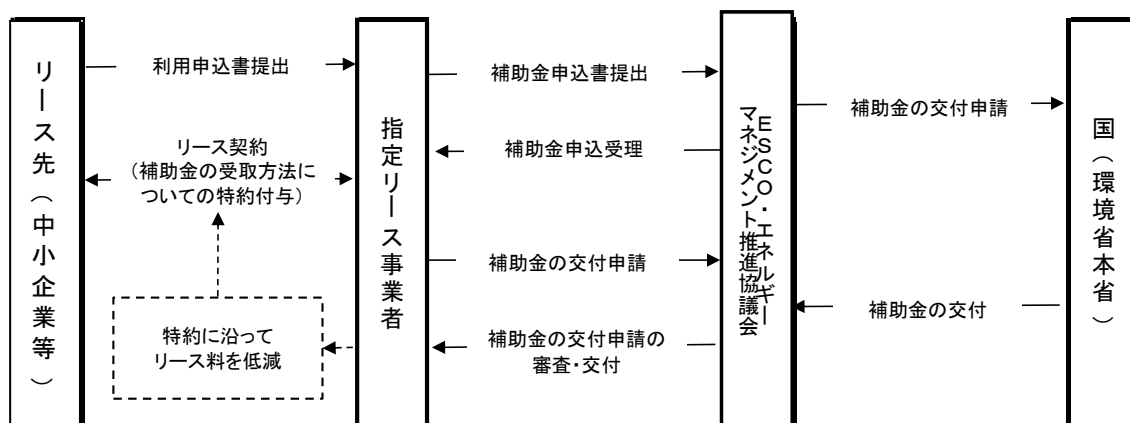 リース先（中小企業等）
利用申込書提出
リース契約
（補助金の受取方法に
ついての特約付与）
特約に沿って
リース料を低減
指定リース事業者
補助金申込書提出
補助金申込受理
補助金の交付申請
補助金の交付申請の
審査・交付
ＥＳＣＯ・エネルギー
マネジメント推進協議会
補助金の交付申請
補助金の交付
国（環境省本省）